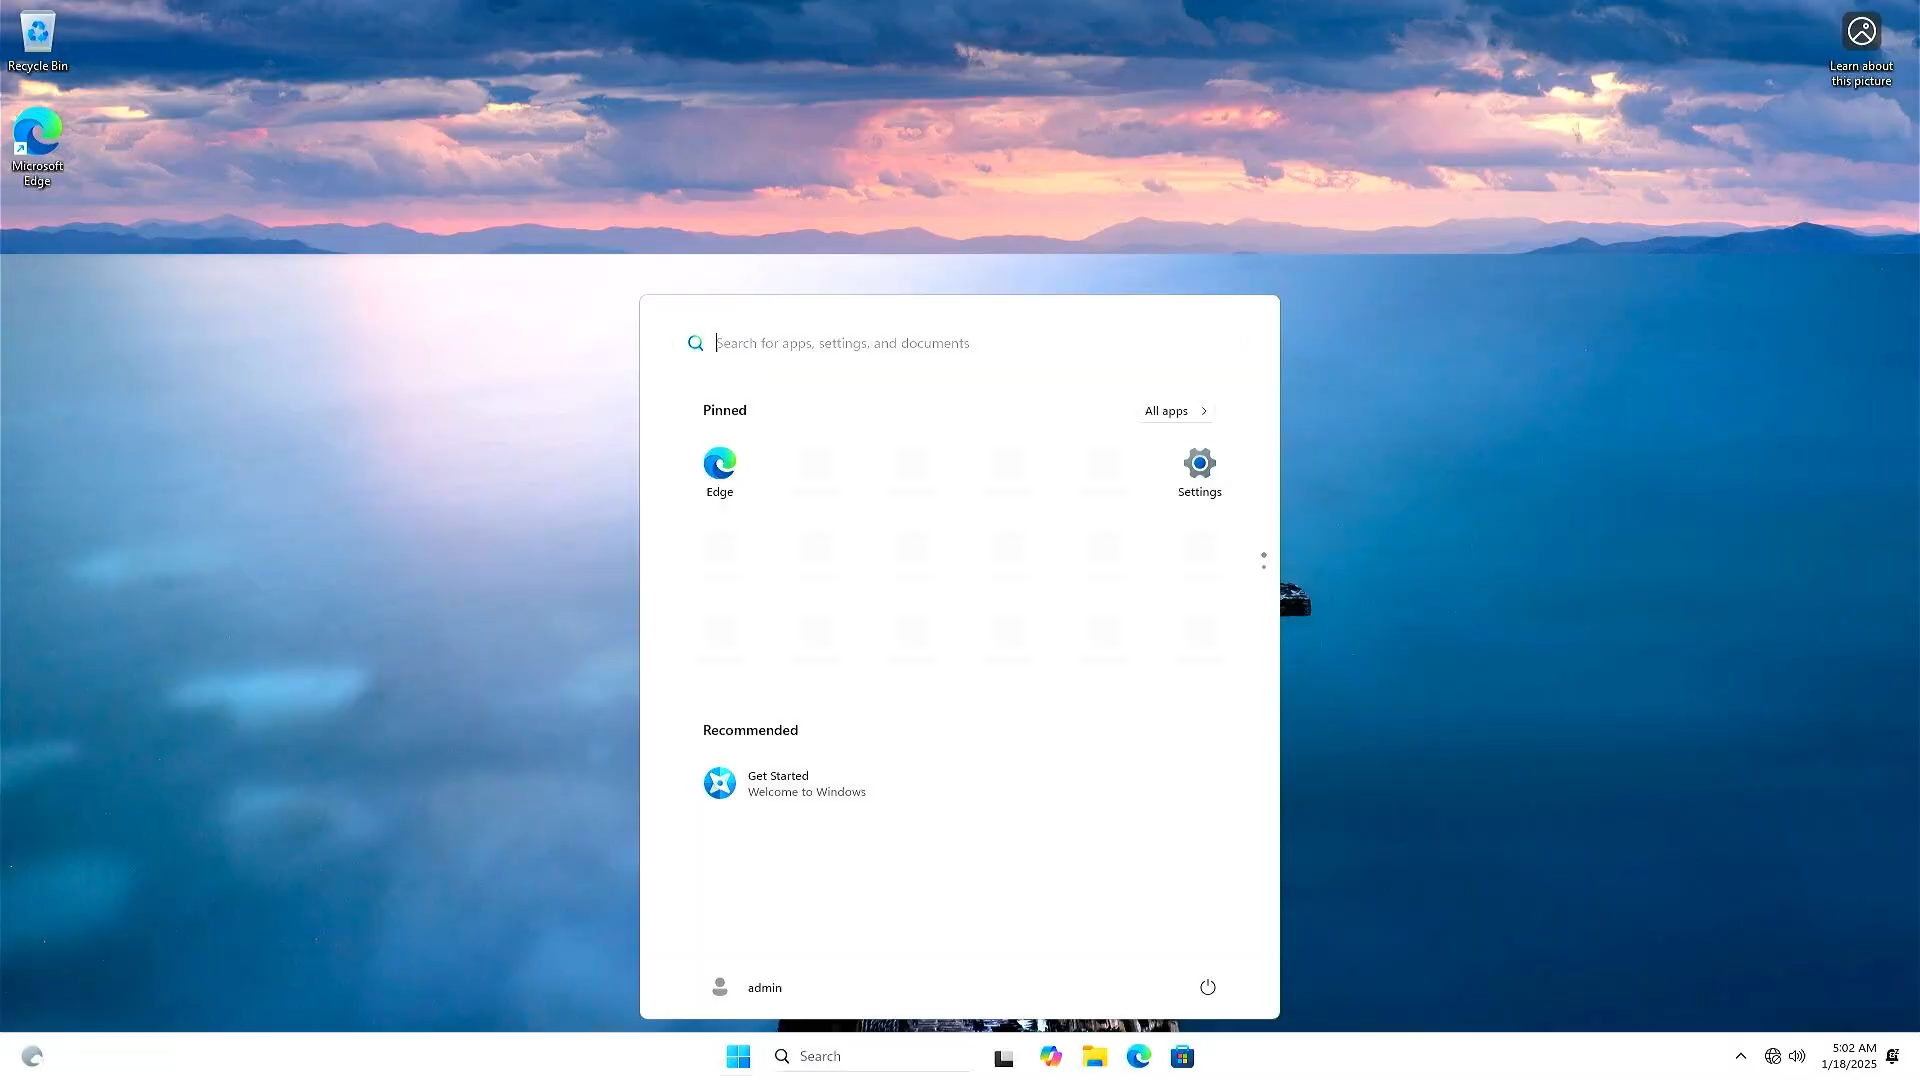 Recycle Bin
Microsoft
Edge
Learn about
this picture
Search for apps, settings, and documents
Pinned
All apps
Edge
Settings
Recommended
Get Started
Welcome to Windows
admin
Search
5:02 AM
1/18/2025